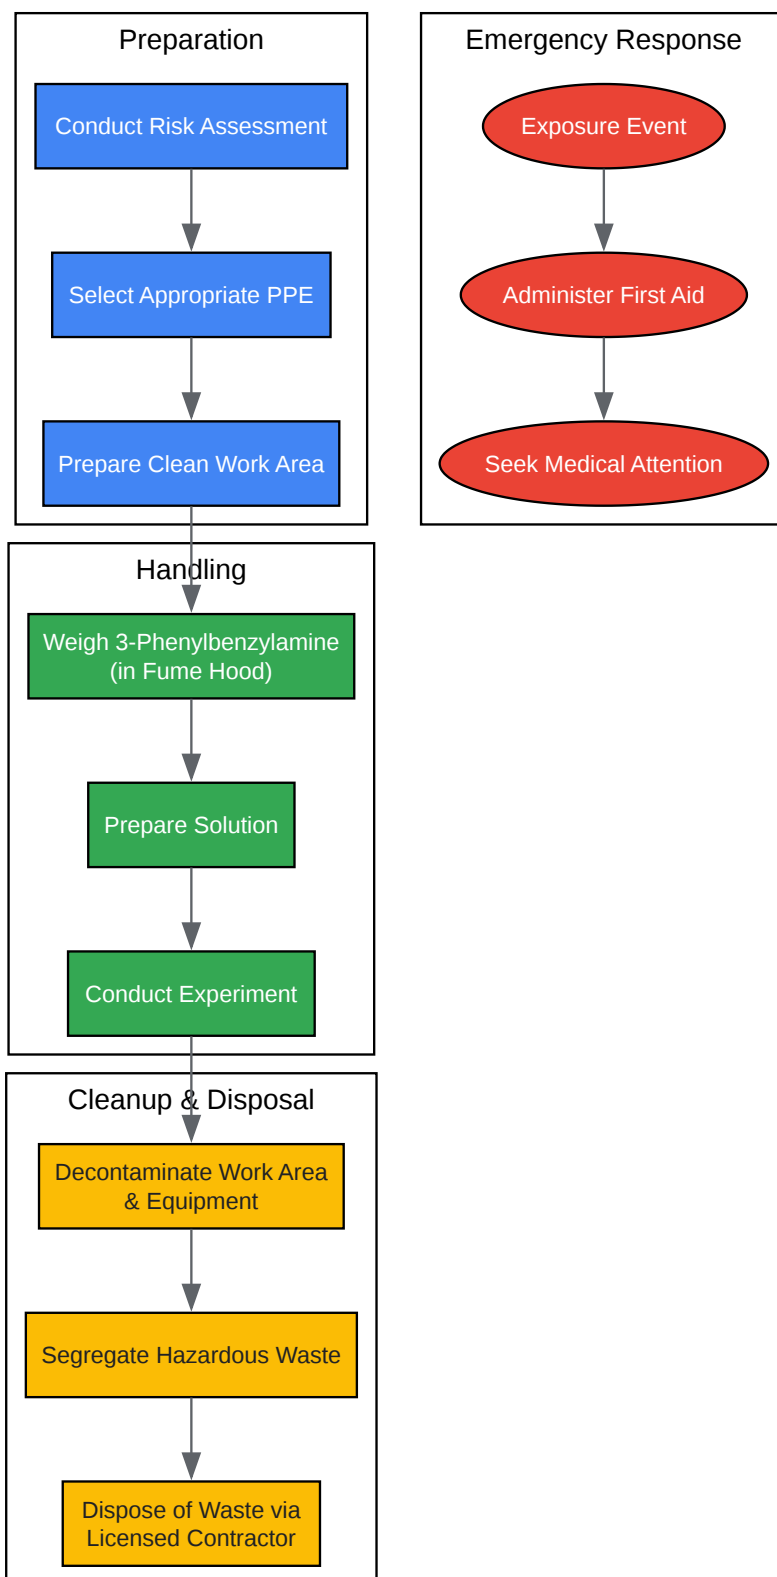 Preparation
Conduct Risk Assessment
Select Appropriate PPE
Prepare Clean Work Area
Emergency Response
Exposure Event
Administer First Aid
Seek Medical Attention
Handling
Weigh 3-Phenylbenzylamine
(in Fume Hood)
Prepare Solution
Conduct Experiment
Cleanup & Disposal
Decontaminate Work Area
& Equipment
Segregate Hazardous Waste
Dispose of Waste via
Licensed Contractor